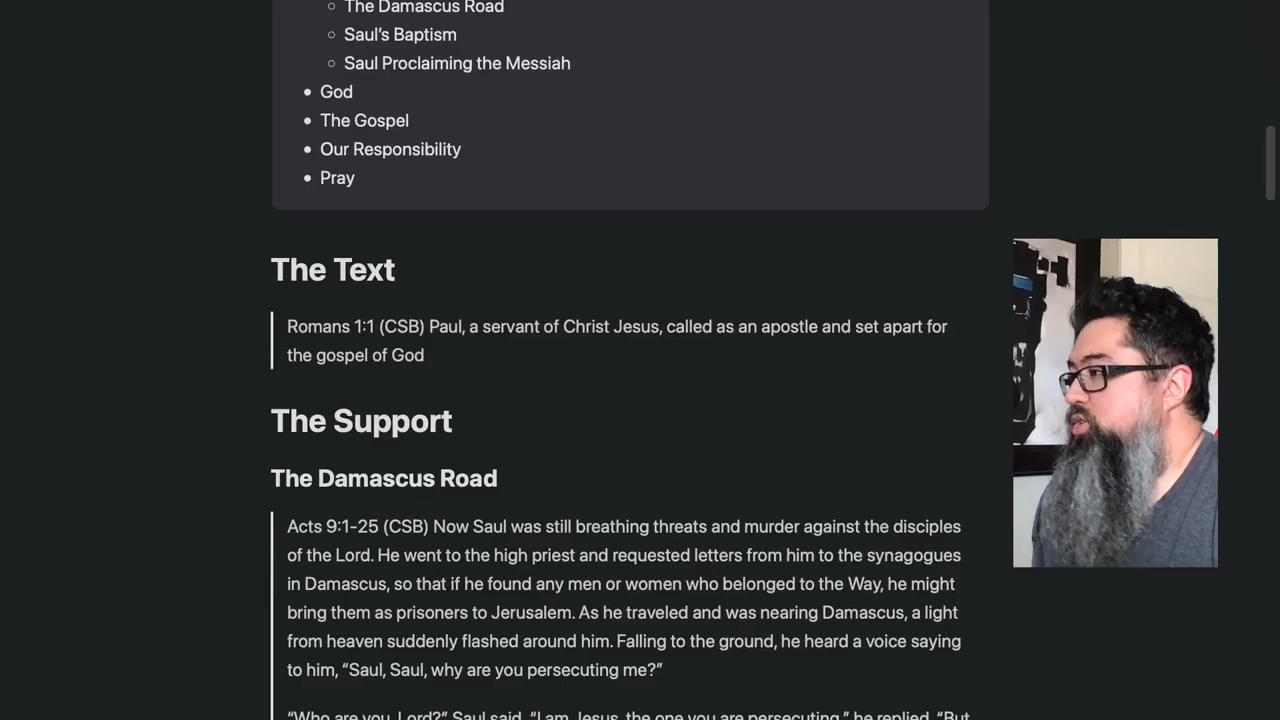 The Damascus Road
Saul’s Baptism
Saul Proclaiming the Messiah
God
The Gospel
Our Responsibility
Pray
The Text
Romans 1:1 (CSB) Paul, a servant of Christ Jesus, called as an apostle and set apart for
the gospel of God
The Support
The Damascus Road
Acts 9:1-25 (CSB) Now Saul was still breathing threats and murder against the disciples
of the Lord. He went to the high priest and requested letters from him to the synagogues
in Damascus, so that if he found any men or women who belonged to the Way, he might
bring them as prisoners to Jerusalem. As he traveled and was nearing Damascus, a light
from heaven suddenly flashed around him. Falling to the ground, he heard a voice saying
to him, “Saul, Saul, why are you persecuting me?”
“Who are you, Lord?” Saul said. “I am Jesus, the one you are persecuting,” he replied. “But